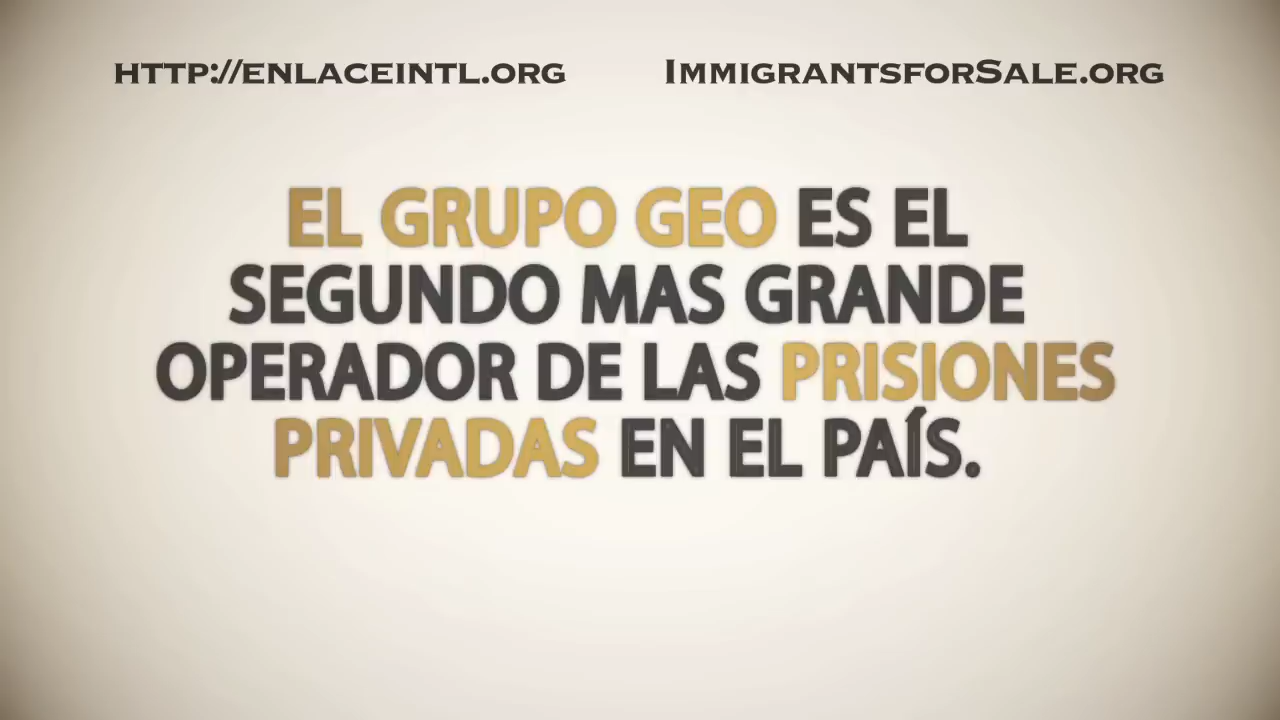 HTTP://ENLACEINTL.ORG IMMIGRANTSFORSALE.ORG
EL GRUPO GEO ES EL
SEGUNDO MAS GRANDE
OPERADOR DE LAS PRISIONES
PRIVADAS EN EL PAÍS.